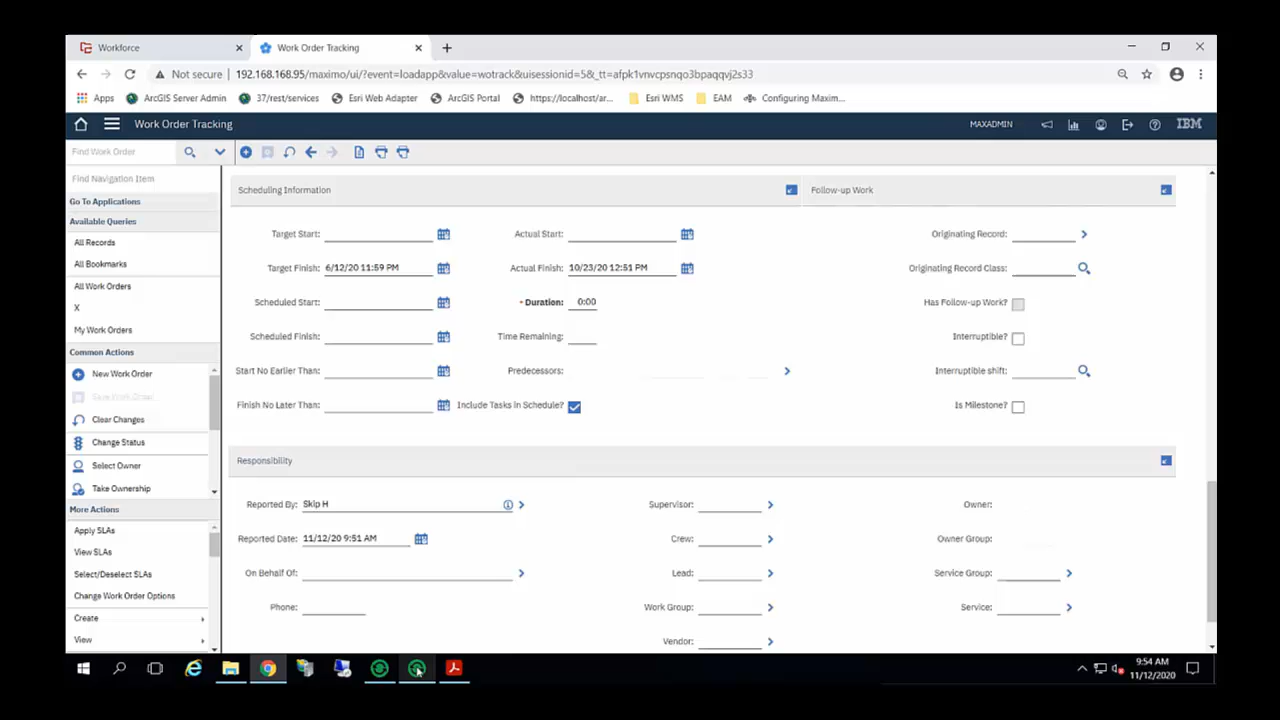 Workforce
Work Order Tracking
Not secure
192.168.168.95/maximo/ui/?event=loadapp&value=wotrack&uisessionid=5&_tt=afpk1vnvcpsnqo3bpaqqvj2s33
Apps
ArcGIS Server Admin
37/rest/services
Esri Web Adapter
ArcGIS Portal
https://localhost/ar...
Esri WMS
EAM
Configuring Maxim...
Work Order Tracking
MAXADMIN
IBM
Find Work Order
Find Navigation Item
Go To Applications
Available Queries
All Records
All Bookmarks
All Work Orders
X
My Work Orders
Common Actions
New Work Order
Save Work Order
Clear Changes
Change Status
Select Owner
Take Ownership
More Actions
Apply SLAs
View SLAs
Select/Deselect SLAs
Change Work Order Options
Create
View
Scheduling Information
Target Start:
Target Finish: 6/12/20 11:59 PM
Scheduled Start:
Scheduled Finish:
Start No Earlier Than:
Finish No Later Than:
Actual Start:
Actual Finish: 10/23/20 12:51 PM
* Duration: 0:00
Time Remaining:
Predecessors:
Include Tasks in Schedule?
Follow-up Work
Originating Record:
Originating Record Class:
Has Follow-up Work?
Interruptible?
Interruptible shift:
Is Milestone?
Responsibility
Reported By: Skip H
Reported Date: 11/12/20 9:51 AM
On Behalf Of:
Phone:
Supervisor:
Crew:
Lead:
Work Group:
Vendor:
Owner:
Owner Group:
Service Group:
Service:
9:54 AM
11/12/2020